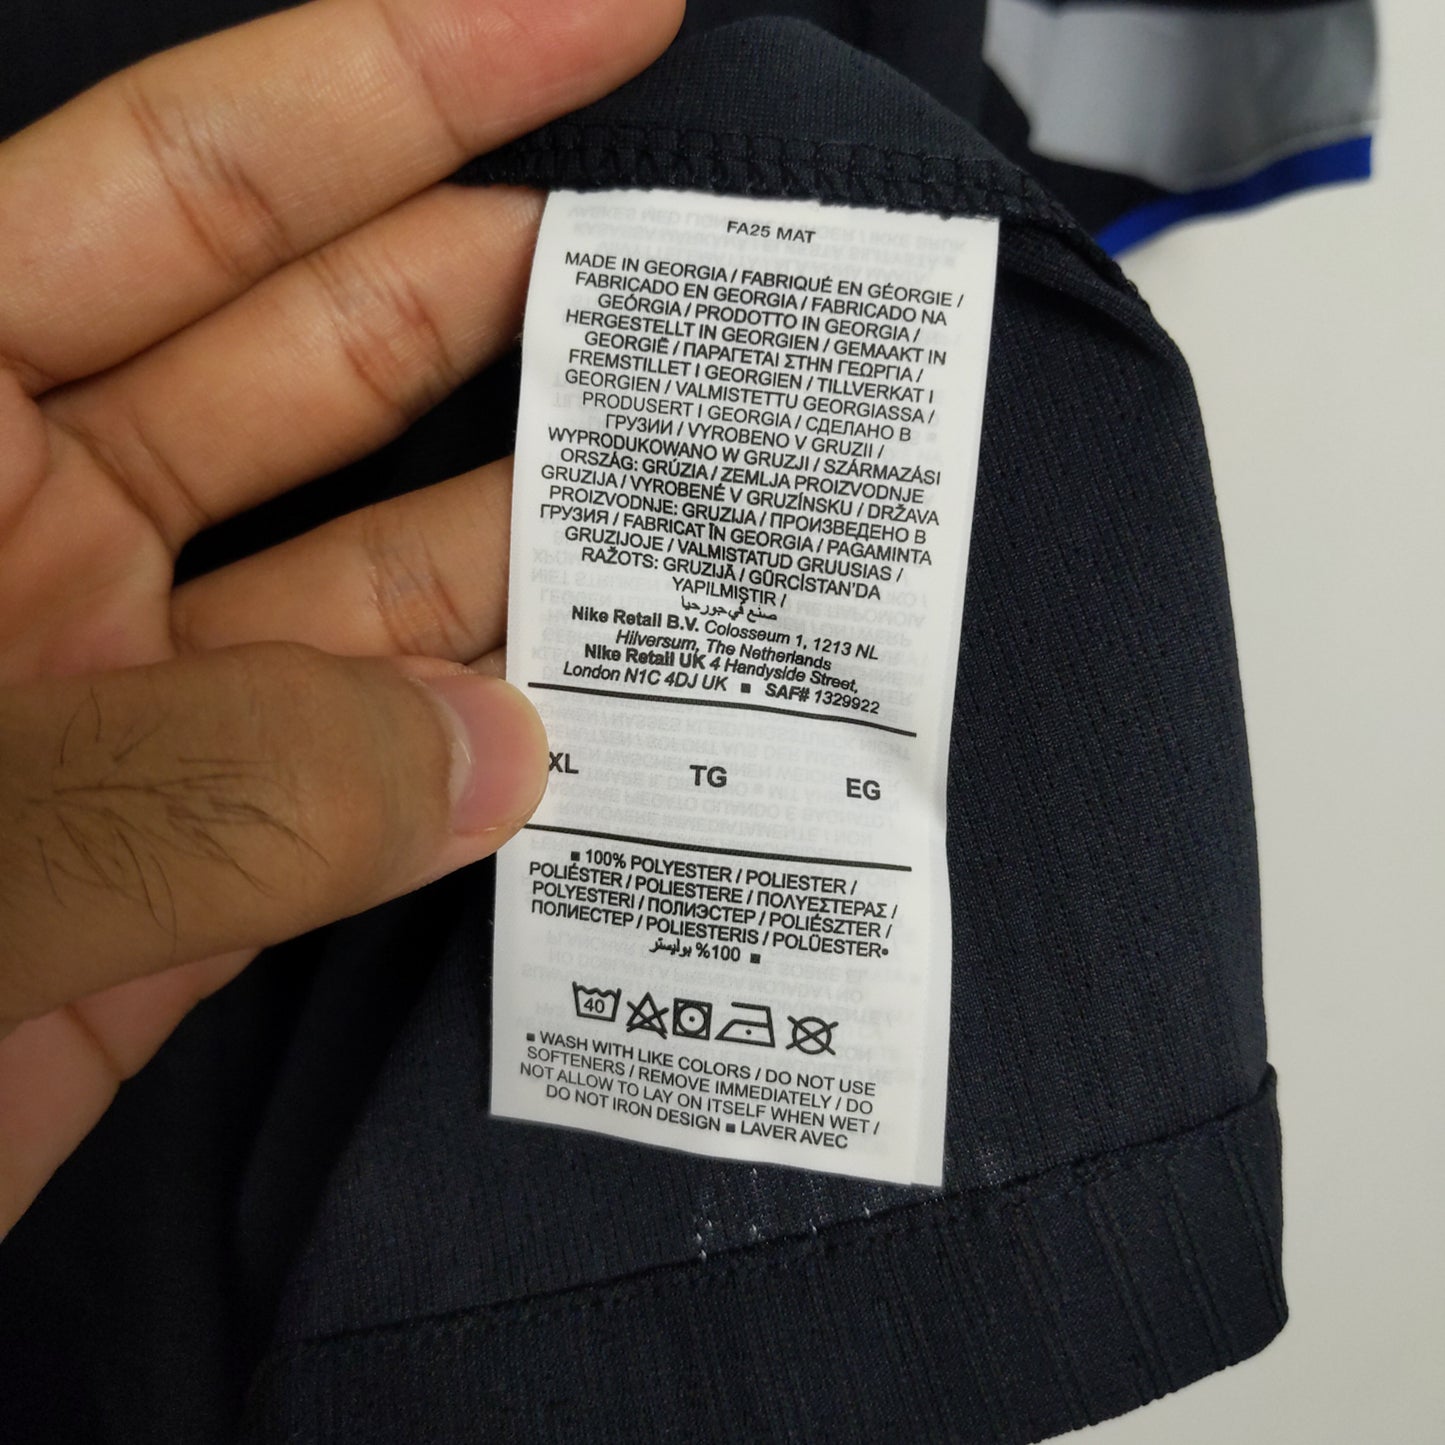 FA25 MAT
MADE IN GEORGIA / FABRIQUÉ EN GÉORGIE /
FABRICADO EN GEORGIA / FABRICADO NA
GEÓRGIA / PRODOTTO IN GEORGIA /
HERGESTELLT IN GEORGIEN / GEMAAKT IN
GEORGIË / ΠΑΡΑΓΕΤΑΙ ΣΤΗΝ ΓΕΩΡΓΙΑ /
FREMSTILLET I GEORGIEN / TILLVERKAT I
GEORGIEN / VALMISTETTU GEORGIASSA /
PRODUSERT I GEORGIA / СДЕЛАНО В
ГРУЗИИ / VYROBENO V GRUZII /
WYPRODUKOWANO W GRUZJI / SZÁRMAZÁSI
ORSZÁG: GRÚZIA / ZEMLJA PROIZVODNJE
GRUZIJA / VYROBENÉ V GRUZÍNSKU / DRŽAVA
PROIZVODNJE: GRUZIJA / ПРОИЗВЕДЕНО В
ГРУЗИЯ / FABRICAT ÎN GEORGIA / PAGAMINTA
GRUZIJOJE / VALMISTATUD GRUUSIAS /
RAŽOTS: GRUZIJĀ / GÜRCİSTAN'DA
YAPILMIŞTIR /
صنع في جورجيا
Nike Retail B.V. Colosseum 1, 1213 NL
Hilversum, The Netherlands
Nike Retail UK 4 Handyside Street,
London N1C 4DJ UK ■ SAF# 1329922
XL TG EG
■ 100% POLYESTER / POLIESTER /
POLIÉSTER / POLIESTERE / ΠΟΛΥΕΣΤΕΡΑΣ /
POLYESTERI / ПОЛИЭСТЕР / POLIÉSZTER /
ПОЛИЕСТЕР / POLIESTERIS / POLÜESTER•
100% بوليستر ■
40
■ WASH WITH LIKE COLORS / DO NOT USE
SOFTENERS / REMOVE IMMEDIATELY / DO
NOT ALLOW TO LAY ON ITSELF WHEN WET /
DO NOT IRON DESIGN ■ LAVER AVEC